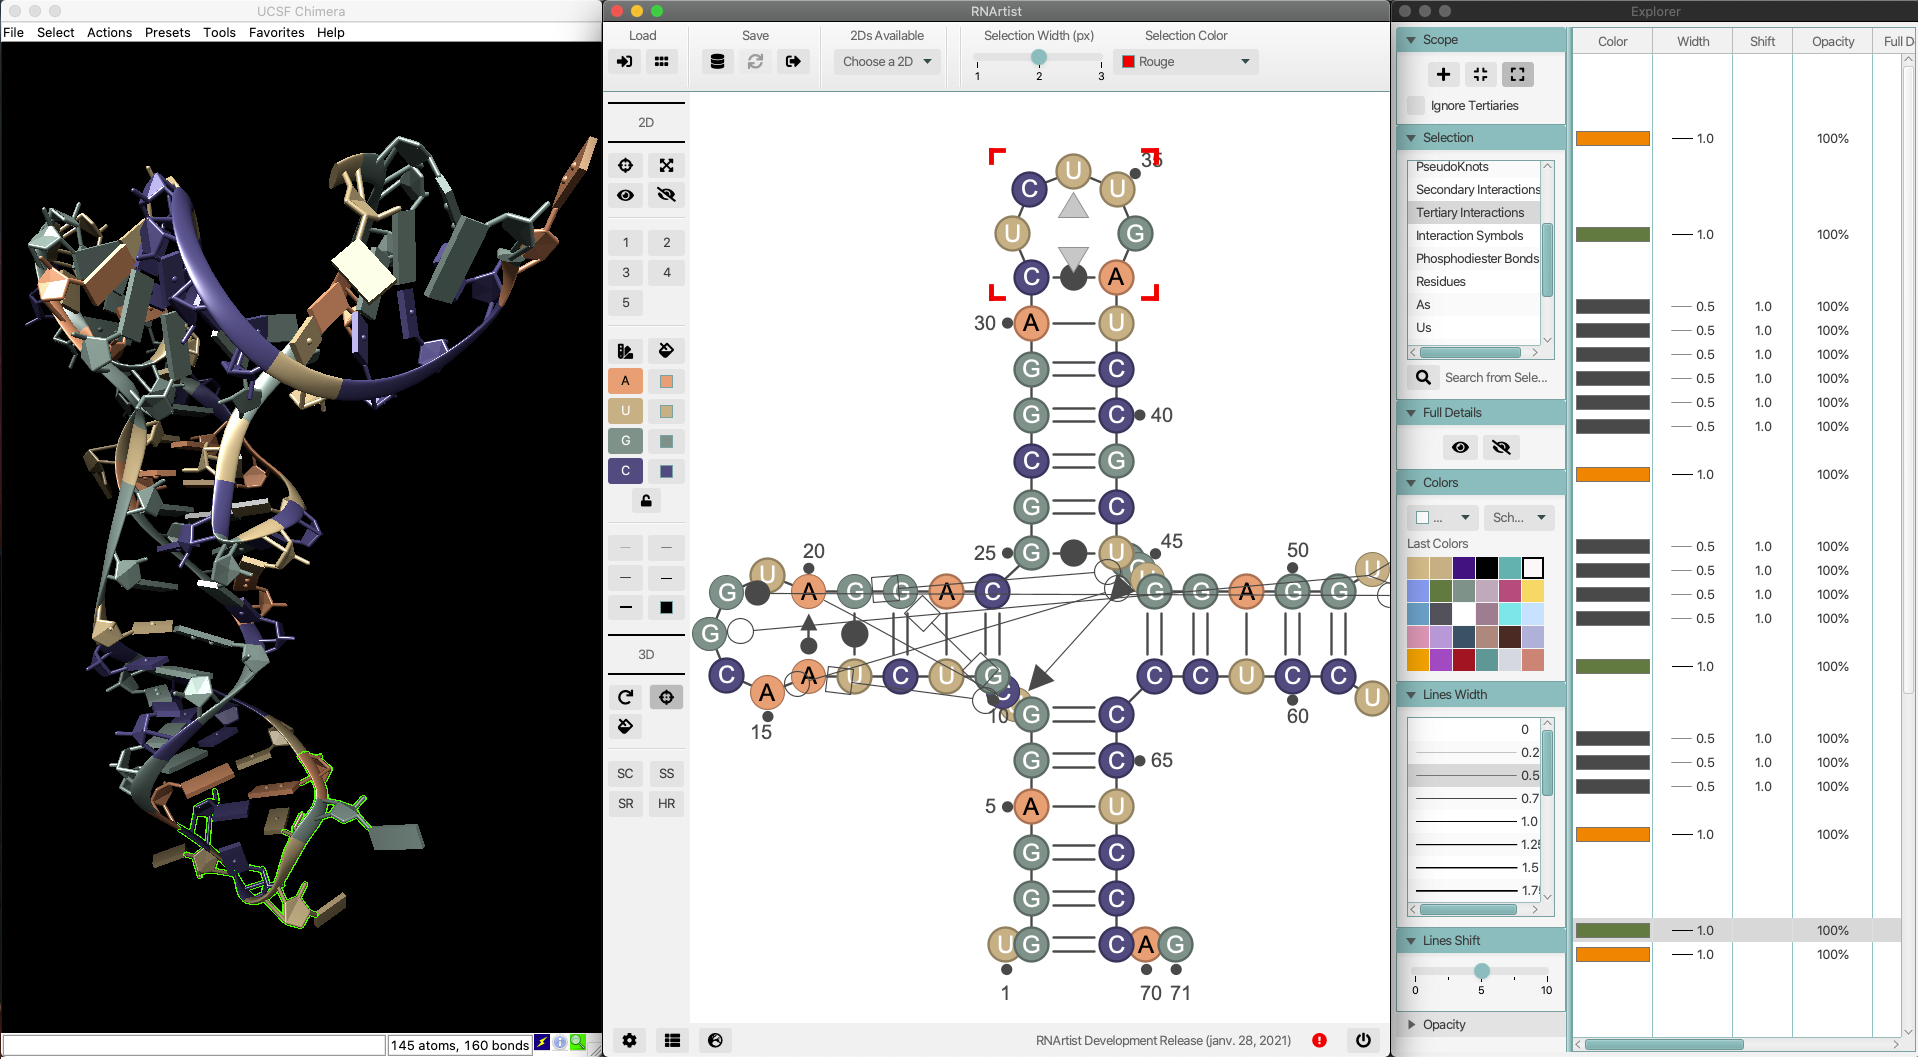 UCSF Chimera
File Select Actions Presets Tools Favorites Help
145 atoms, 160 bonds
RNArtist
Load
Save
2Ds Available
Choose a 2D
Selection Width (px)
1 2 3
Selection Color
Rouge
2D
1 2
3 4
5
A
U
G
C
3D
SC SS
SR HR
35
U
C U
U G
C A
30 A U
G C
G C 40
C G
G C
25 G U 45
20 50
U A G G A C G G A G G U
G
G
C A A U C U G C C C U C C U
15 10 60
G C
G C 65
5 A U
G C
G C
U G C A G
1 70 71
RNArtist Development Release (janv. 28, 2021)
Explorer
Scope
Ignore Tertiaries
Selection
PseudoKnots
Secondary Interactions
Tertiary Interactions
Interaction Symbols
Phosphodiester Bonds
Residues
As
Us
Search from Sele...
Full Details
Colors
... Sch...
Last Colors
Lines Width
0
0.2
0.5
0.7
1.0
1.25
1.5
1.75
Lines Shift
0 5 10
Opacity
Color Width Shift Opacity Full D
1.0 100%
1.0 100%
0.5 1.0 100%
0.5 1.0 100%
0.5 1.0 100%
0.5 1.0 100%
0.5 1.0 100%
0.5 1.0 100%
1.0 100%
0.5 1.0 100%
0.5 1.0 100%
0.5 1.0 100%
0.5 1.0 100%
1.0 100%
0.5 1.0 100%
0.5 1.0 100%
0.5 1.0 100%
1.0 100%
1.0 100%
1.0 100%